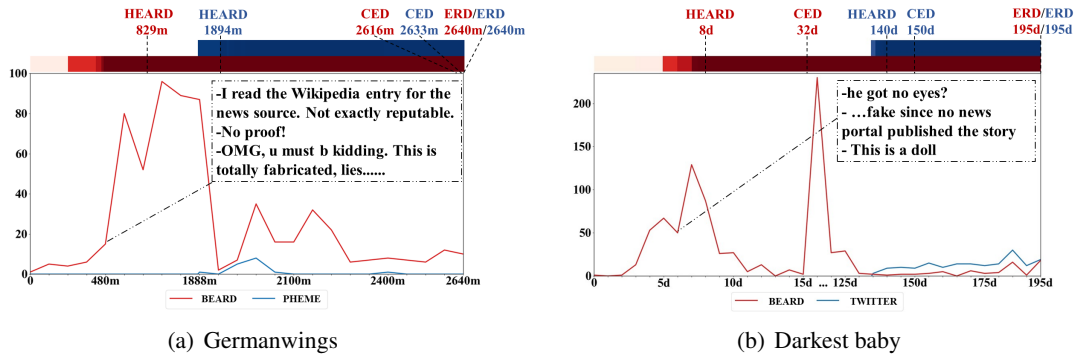 HEARD
829m
HEARD
1894m
CED
2616m
CED
2633m
ERD/ERD
2640m/2640m
100
80
60
40
20
0
-I read the Wikipedia entry for the
news source. Not exactly reputable.
-No proof!
-OMG, u must b kidding. This is
totally fabricated, lies......
0 480m 1888m 2400m 2640m
BEARD PHEME
(a) Germanwings
HEARD
8d
CED
32d
HEARD
140d
CED
150d
ERD/ERD
195d/195d
200
150
100
50
0
-he got no eyes?
- …fake since no news
portal published the story
- This is a doll
0 5d 10d 15d ... 125d 150d 175d 195d
BEARD TWITTER
(b) Darkest baby